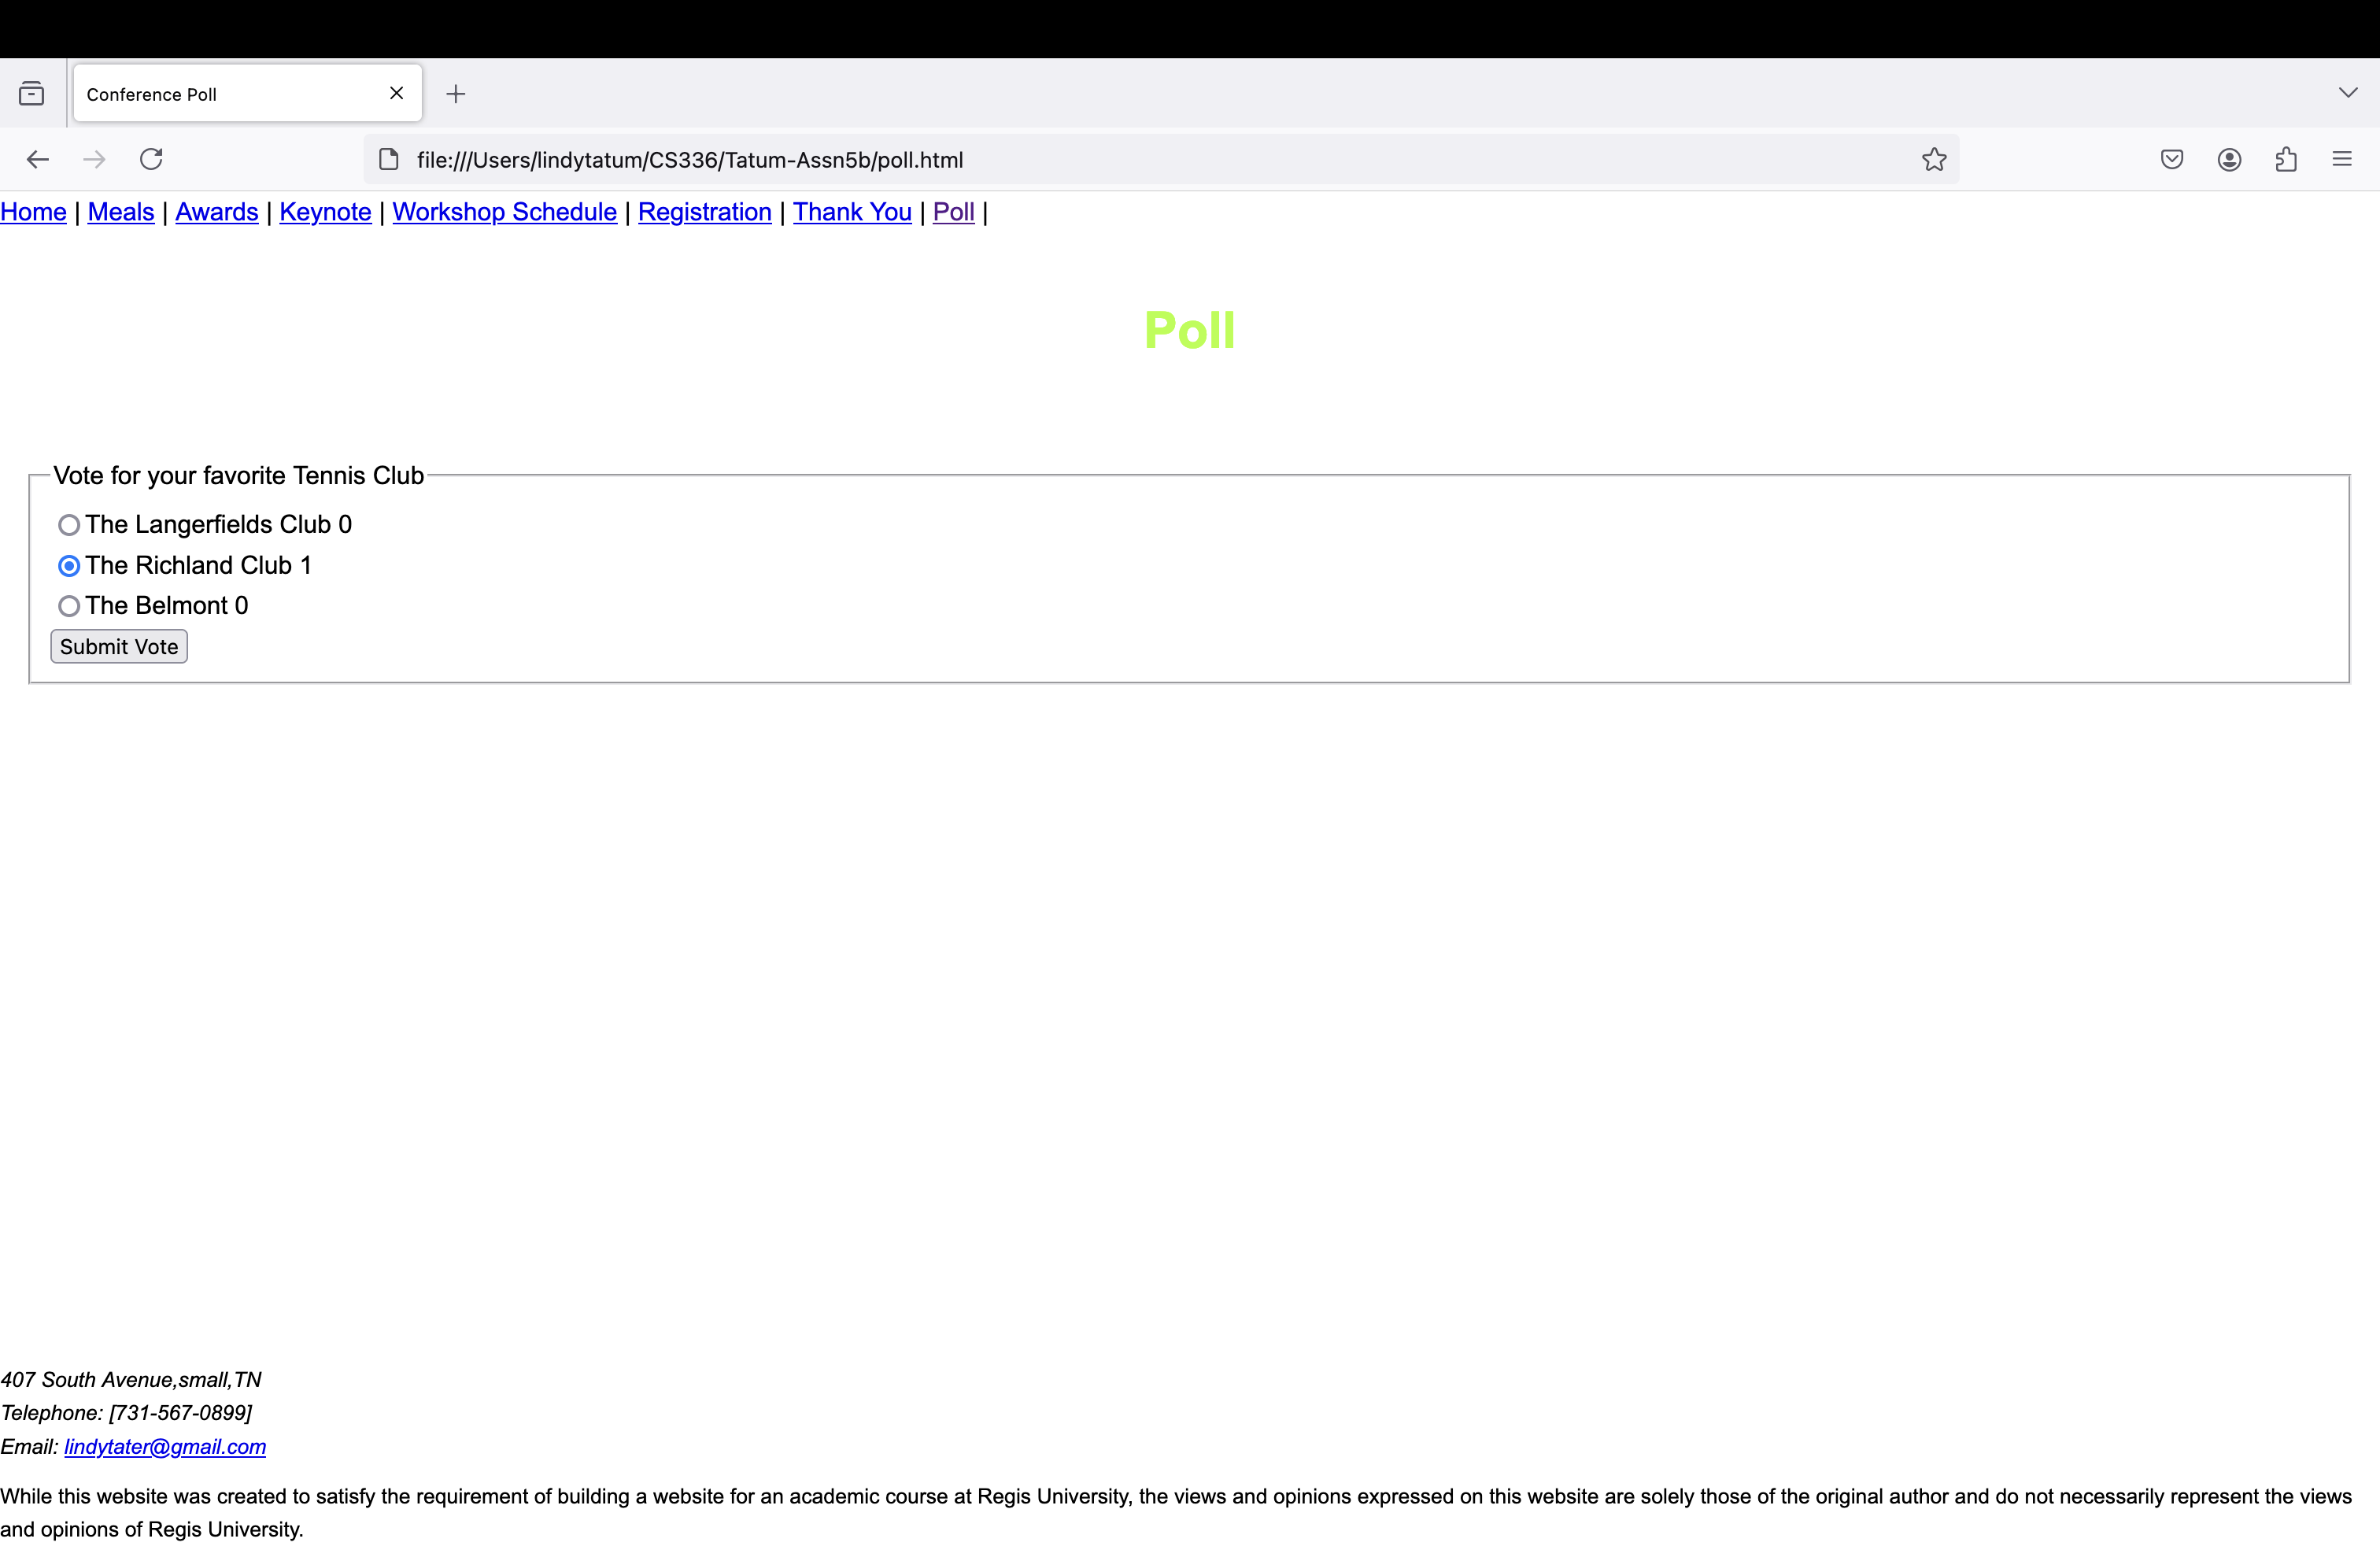 Conference Poll
file:///Users/lindytatum/CS336/Tatum-Assn5b/poll.html
Home | Meals | Awards | Keynote | Workshop Schedule | Registration | Thank You | Poll |
Poll
Vote for your favorite Tennis Club
The Langerfields Club 0
The Richland Club 1
The Belmont 0
Submit Vote
407 South Avenue,small,TN
Telephone: [731-567-0899]
Email: lindytater@gmail.com
While this website was created to satisfy the requirement of building a website for an academic course at Regis University, the views and opinions expressed on this website are solely those of the original author and do not necessarily represent the views
and opinions of Regis University.